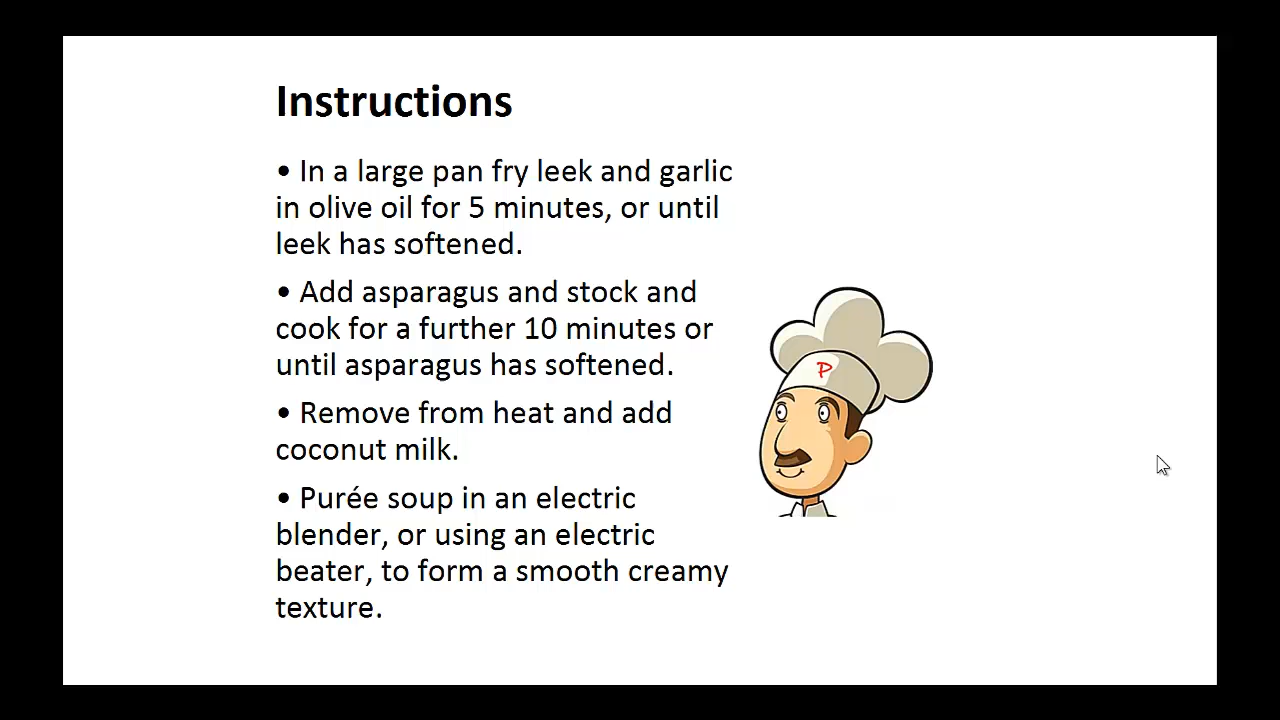 Instructions
• In a large pan fry leek and garlic
in olive oil for 5 minutes, or until
leek has softened.
• Add asparagus and stock and
cook for a further 10 minutes or
until asparagus has softened.
P
• Remove from heat and add
coconut milk.
• Purée soup in an electric
blender, or using an electric
beater, to form a smooth creamy
texture.